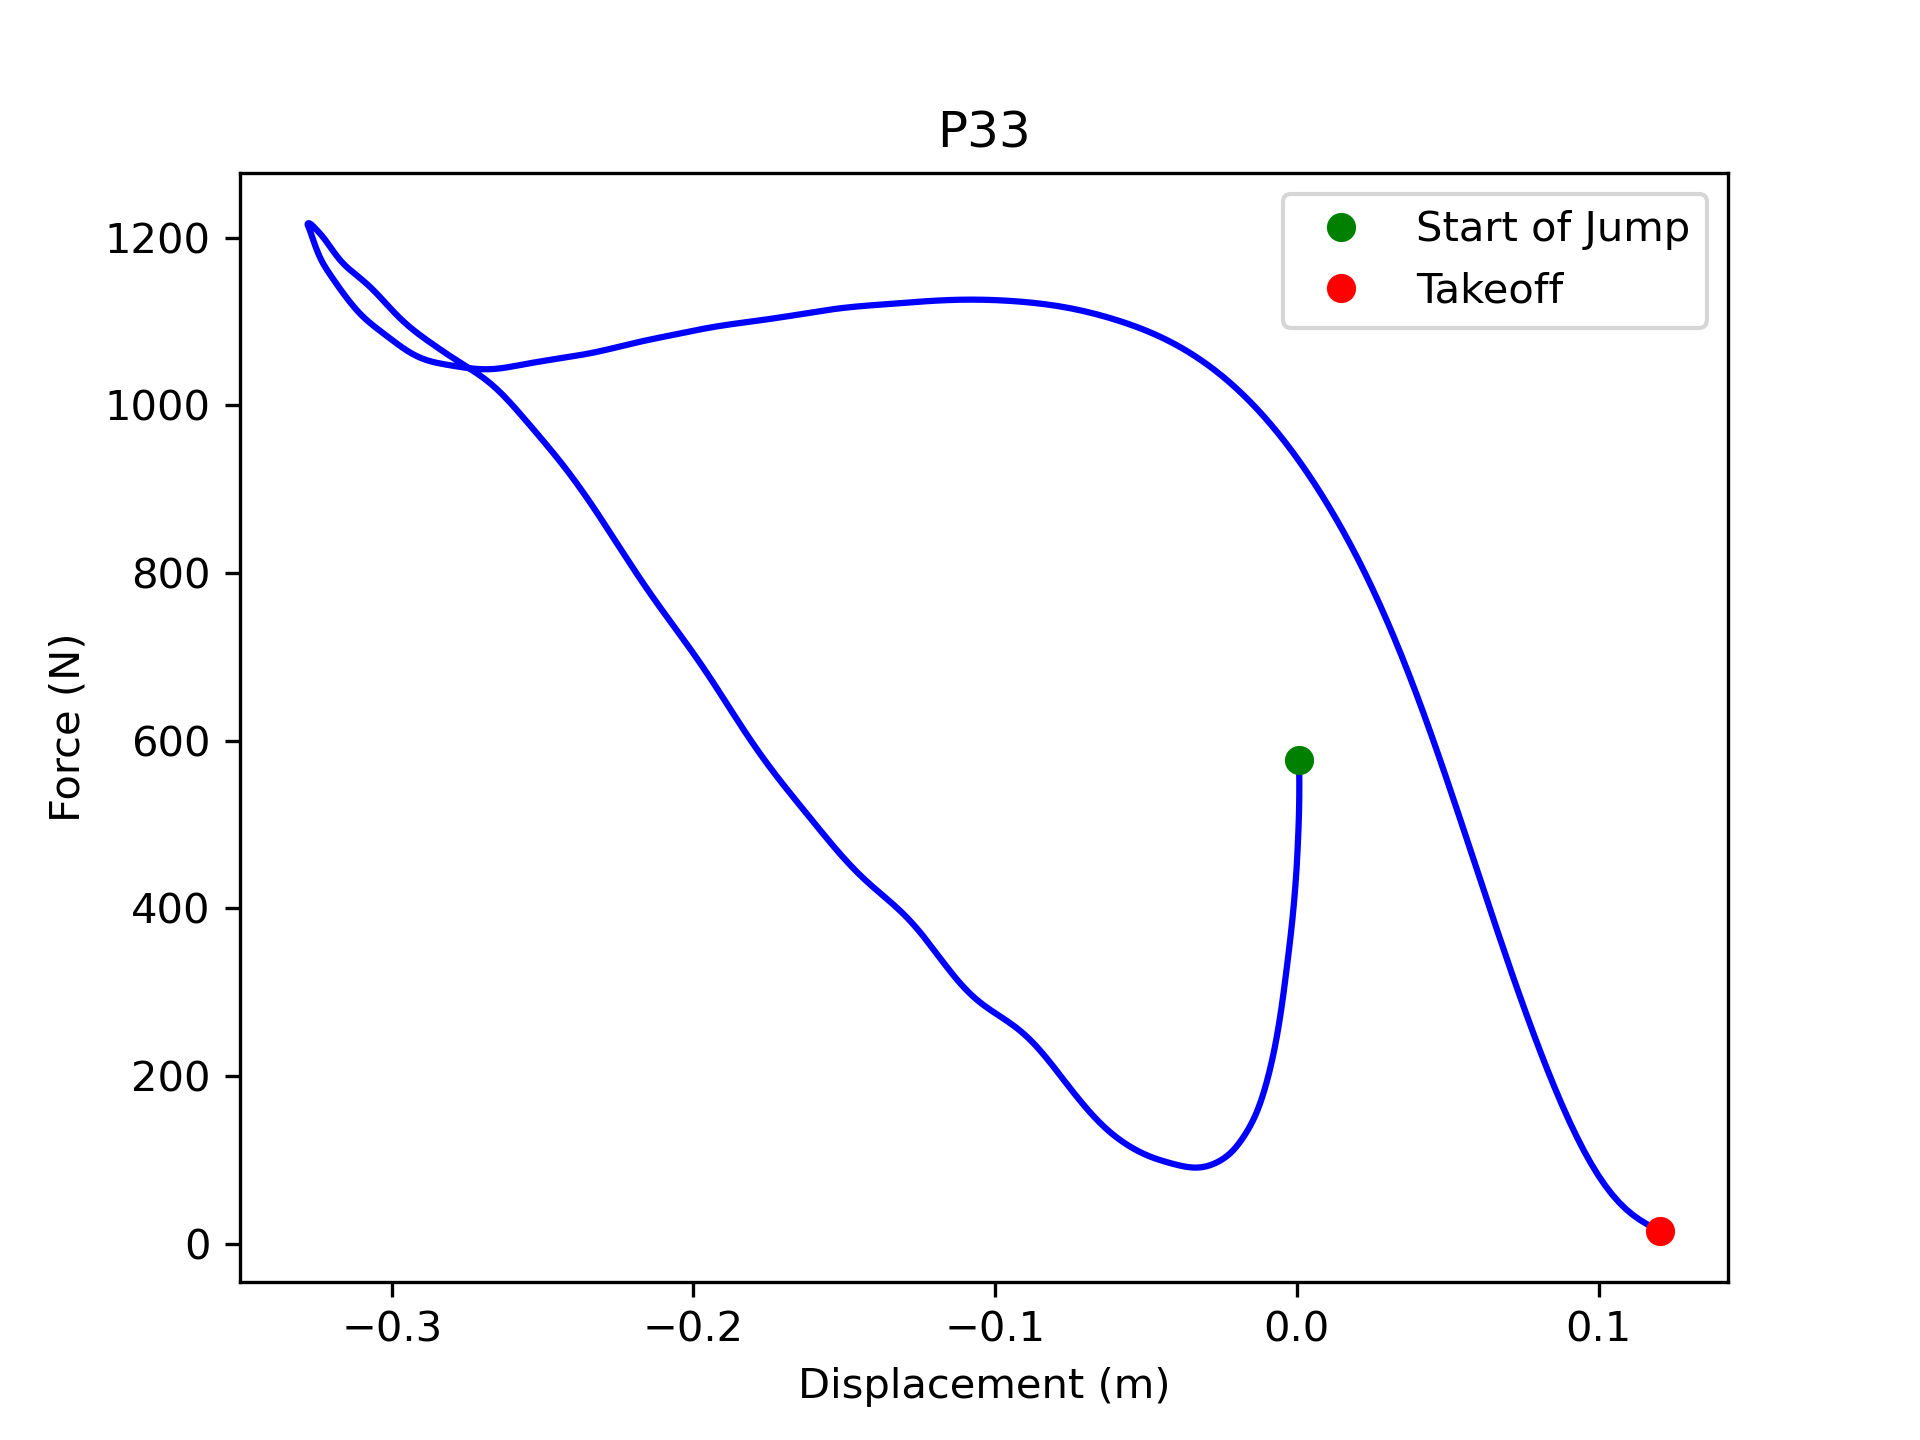 P33
Start of Jump
Takeoff
1200
1000
800
600
400
200
0
Force (N)
−0.3
−0.2
−0.1
0.0
0.1
Displacement (m)